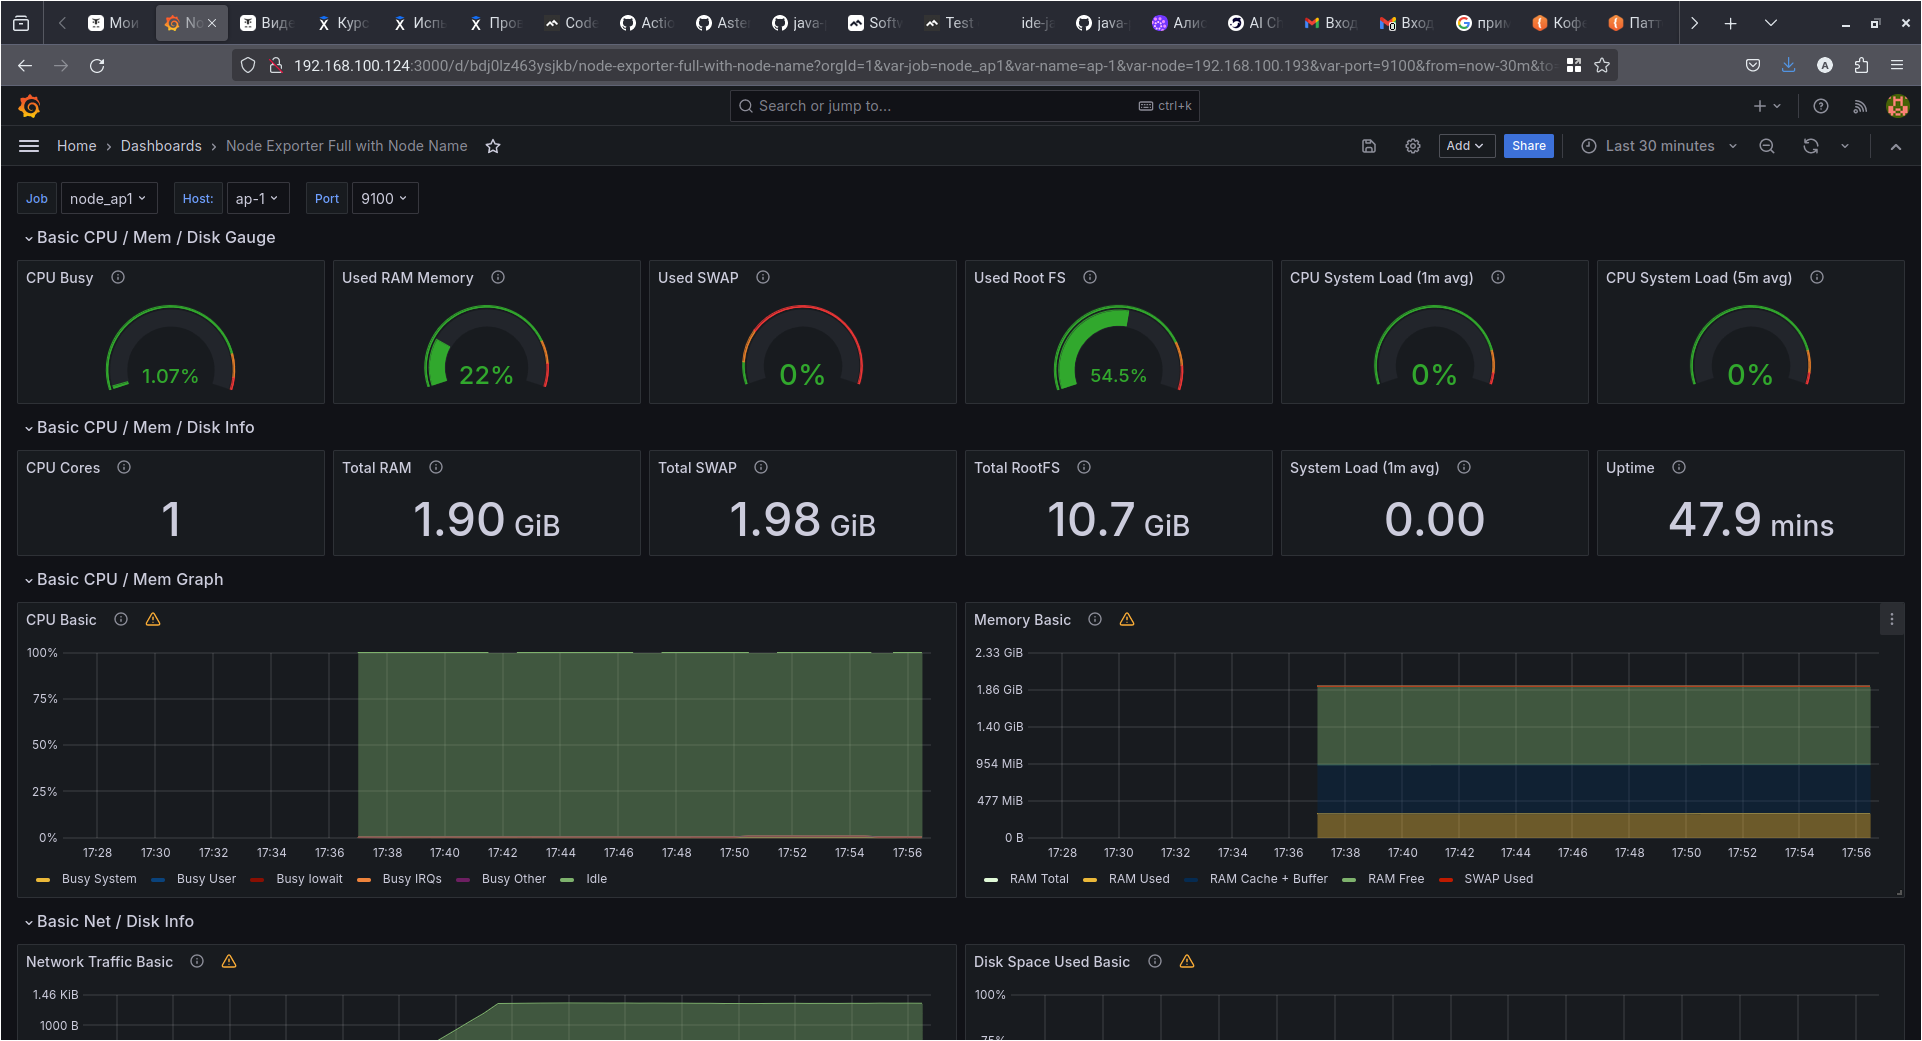 Мои
No
Виде
Курс
Испь
Пров
Code
Actio
Aster
java-
Softw
Test
ide-ja
java-
Алис
AI Ch
Вход
Вход
прим
Кофе
Патт
192.168.100.124:3000/d/bdj0lz463ysjkb/node-exporter-full-with-node-name?orgId=1&var-job=node_ap1&var-name=ap-1&var-node=192.168.100.193&var-port=9100&from=now-30m&to
Search or jump to...
ctrl+k
Home › Dashboards › Node Exporter Full with Node Name
Add
Share
Last 30 minutes
Job node_ap1
Host: ap-1
Port 9100
Basic CPU / Mem / Disk Gauge
CPU Busy
1.07%
Used RAM Memory
22%
Used SWAP
0%
Used Root FS
54.5%
CPU System Load (1m avg)
0%
CPU System Load (5m avg)
0%
Basic CPU / Mem / Disk Info
CPU Cores
1
Total RAM
1.90 GiB
Total SWAP
1.98 GiB
Total RootFS
10.7 GiB
System Load (1m avg)
0.00
Uptime
47.9 mins
Basic CPU / Mem Graph
CPU Basic
100%
75%
50%
25%
0%
17:28 17:30 17:32 17:34 17:36 17:38 17:40 17:42 17:44 17:46 17:48 17:50 17:52 17:54 17:56
Busy System Busy User Busy Iowait Busy IRQs Busy Other Idle
Memory Basic
2.33 GiB
1.86 GiB
1.40 GiB
954 MiB
477 MiB
0 B
17:28 17:30 17:32 17:34 17:36 17:38 17:40 17:42 17:44 17:46 17:48 17:50 17:52 17:54 17:56
RAM Total RAM Used RAM Cache + Buffer RAM Free SWAP Used
Basic Net / Disk Info
Network Traffic Basic
1.46 KiB
1000 B
Disk Space Used Basic
100%
75%